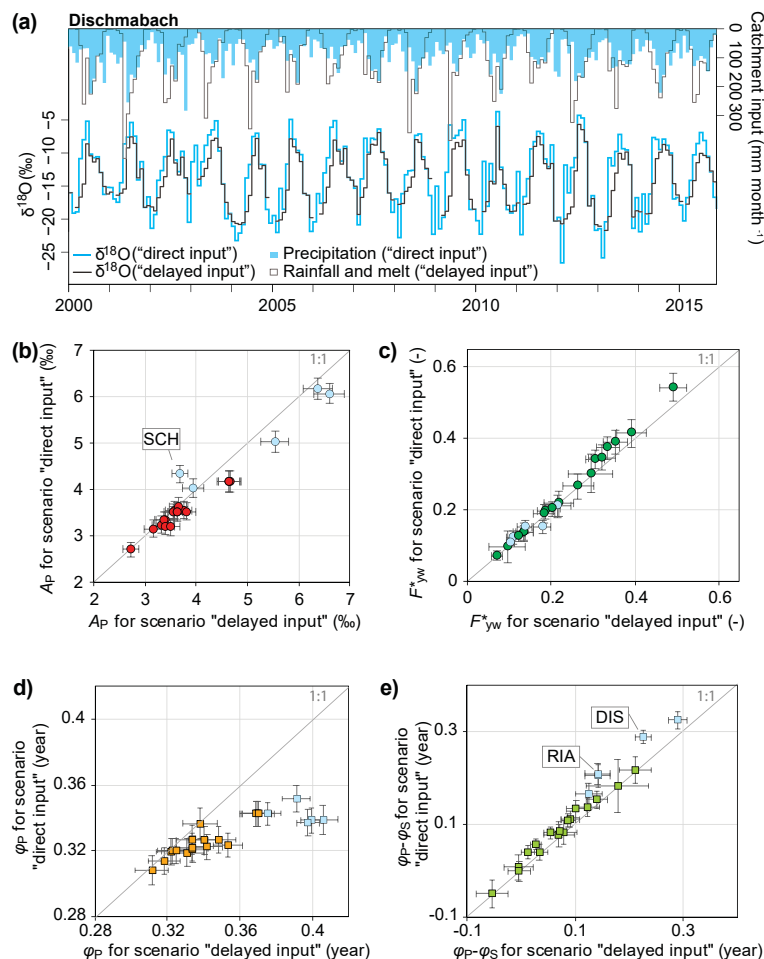 (a)
Dischmabach
0
100
200
300
Catchment input (mm month -1)
−5
−10
−15
−20
−25
δ18O(‰)
δ18O("direct input")
Precipitation ("direct input")
δ18O("delayed input")
Rainfall and melt ("delayed input")
2000
2005
2010
2015
(b)
AP for scenario "direct input" (‰)
7
6
5
4
3
2
1:1
SCH
2
3
4
5
6
7
AP for scenario "delayed input" (‰)
c)
F*yw for scenario "direct input" (-)
0.6
0.4
0.2
0
1:1
0
0.2
0.4
0.6
F*yw for scenario "delayed input" (-)
d)
φP for scenario
"direct input" (year)
0.4
0.36
0.32
0.28
1:1
0.28
0.32
0.36
0.4
φP for scenario "delayed input" (year)
e)
φP-φS for scenario
"direct input" (year)
0.3
0.1
-0.1
1:1
DIS
RIA
-0.1
0.1
0.3
φP-φS for scenario "delayed input" (year)